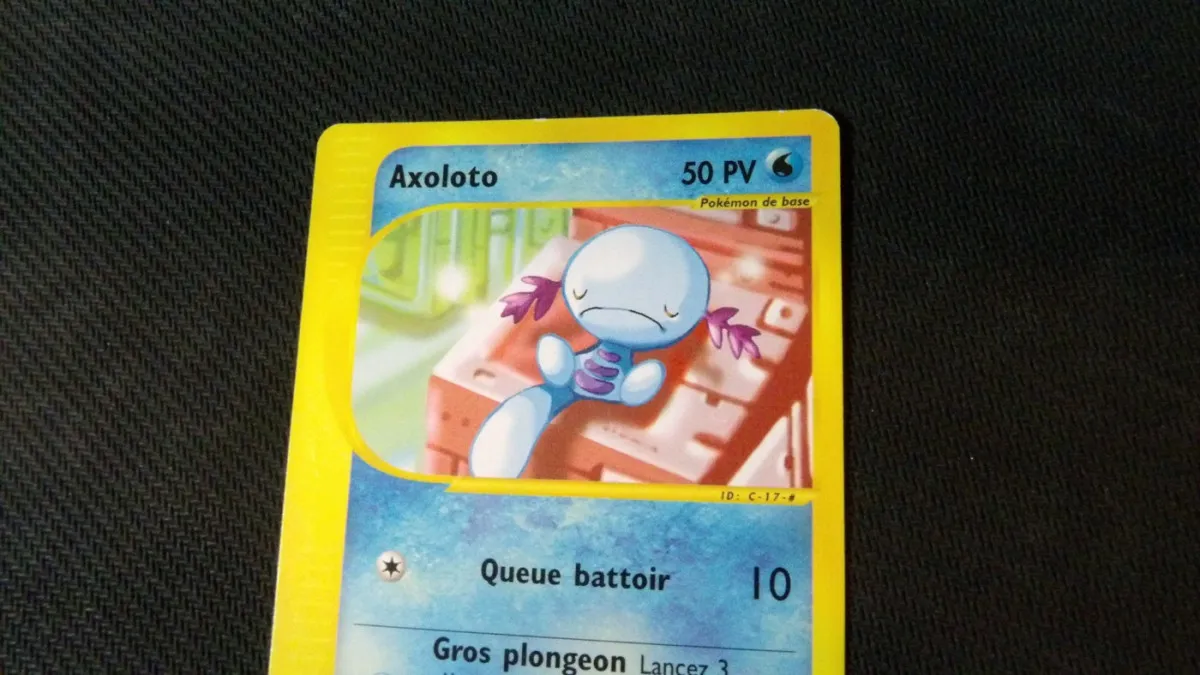 Axoloto 50 PV
Pokémon de base
ID: C-17-#
Queue battoir 10
Gros plongeon Lancez 3